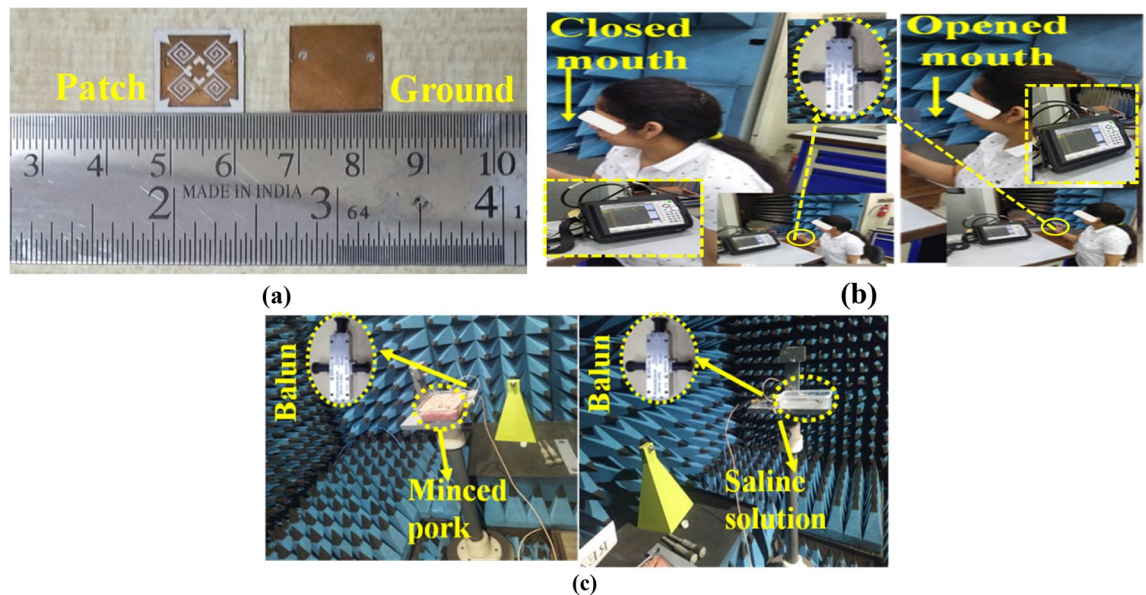 Patch
Ground
3 4 5 6 7 8 9 10
MADE IN INDIA
2 3 64 4
(a)
Closed
mouth
Opened
mouth
(b)
Balun
Minced
pork
Balun
Saline
solution
(c)